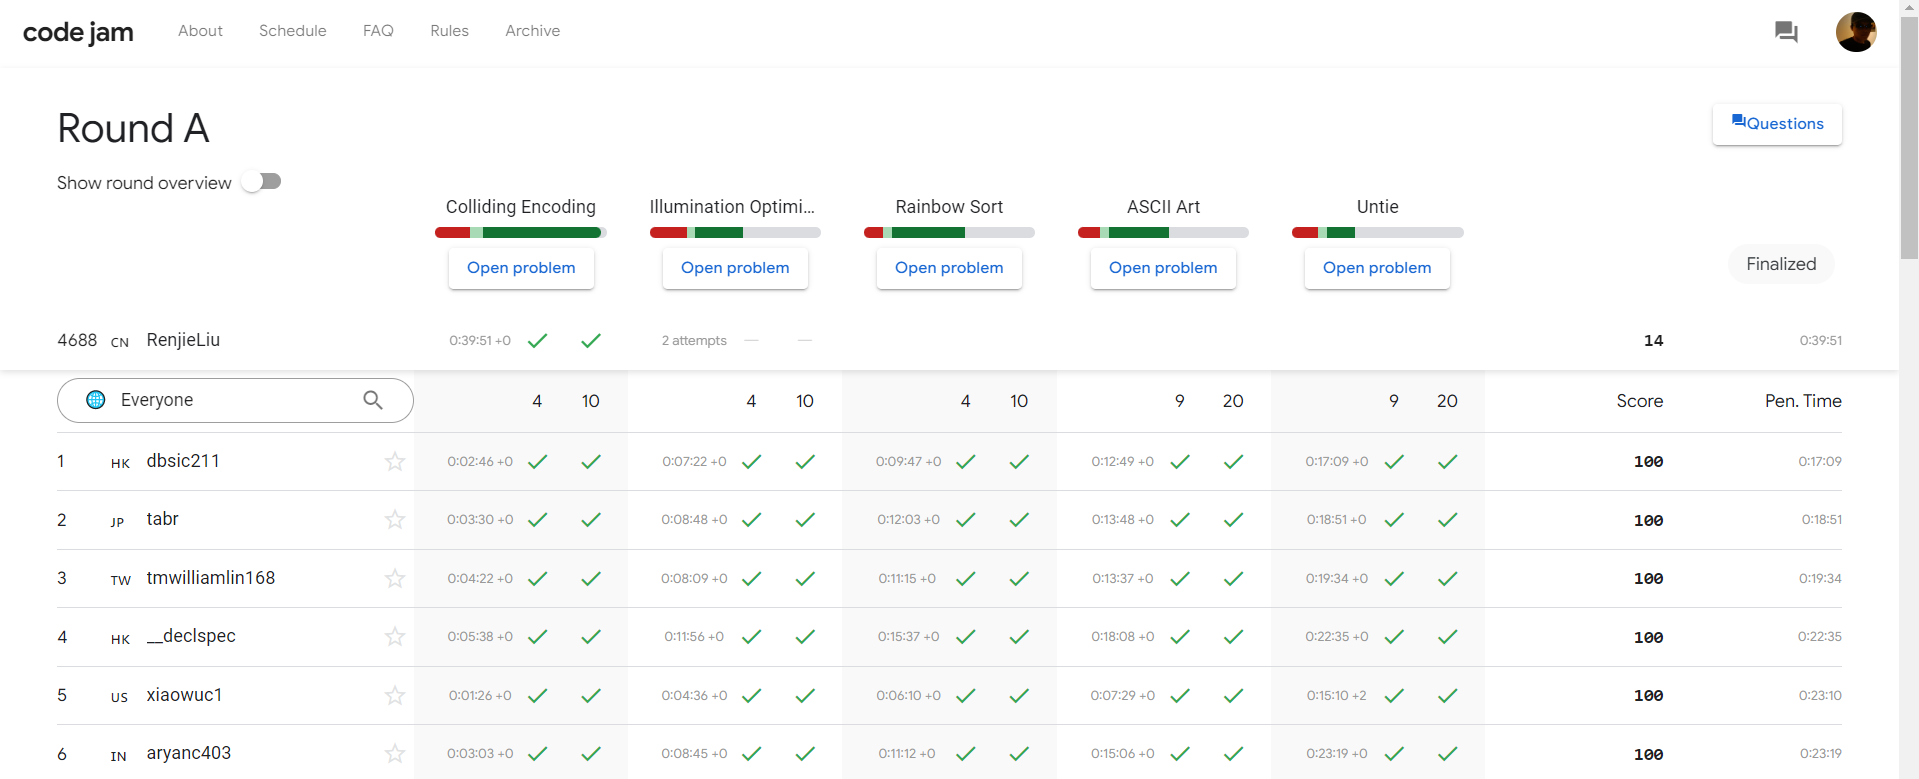 code jam About Schedule FAQ Rules Archive
Round A
Questions
Show round overview
Colliding Encoding Illumination Optimi... Rainbow Sort ASCII Art Untie
Open problem Open problem Open problem Open problem Open problem
Finalized
4688 CN RenjieLiu 0:39:51 +0 2 attempts — — 14 0:39:51
Everyone 4 10 4 10 4 10 9 20 9 20 Score Pen. Time
1 HK dbsic211 0:02:46 +0 0:07:22 +0 0:09:47 +0 0:12:49 +0 0:17:09 +0 100 0:17:09
2 JP tabr 0:03:30 +0 0:08:48 +0 0:12:03 +0 0:13:48 +0 0:18:51 +0 100 0:18:51
3 TW tmwilliamlin168 0:04:22 +0 0:08:09 +0 0:11:15 +0 0:13:37 +0 0:19:34 +0 100 0:19:34
4 HK __declspec 0:05:38 +0 0:11:56 +0 0:15:37 +0 0:18:08 +0 0:22:35 +0 100 0:22:35
5 US xiaowuc1 0:01:26 +0 0:04:36 +0 0:06:10 +0 0:07:29 +0 0:15:10 +2 100 0:23:10
6 IN aryanc403 0:03:03 +0 0:08:45 +0 0:11:12 +0 0:15:06 +0 0:23:19 +0 100 0:23:19